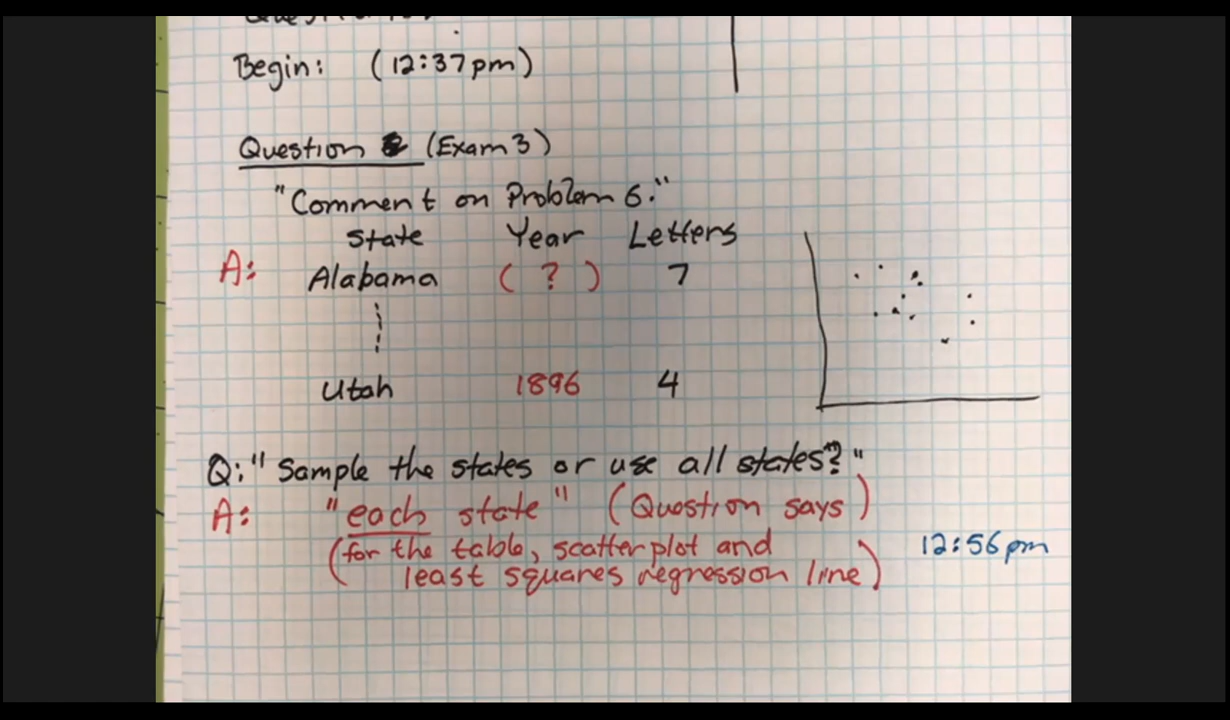 Begin: (12:37pm)
Question (Exam 3)
"Comment on Problem 6."
State Year Letters
A: Alabama ( ? ) 7
Utah 1896 4
Q: "Sample the states or use all states?"
A: "each state" (Question says)
(for the table, scatterplot and
least squares regression line)
12:56pm